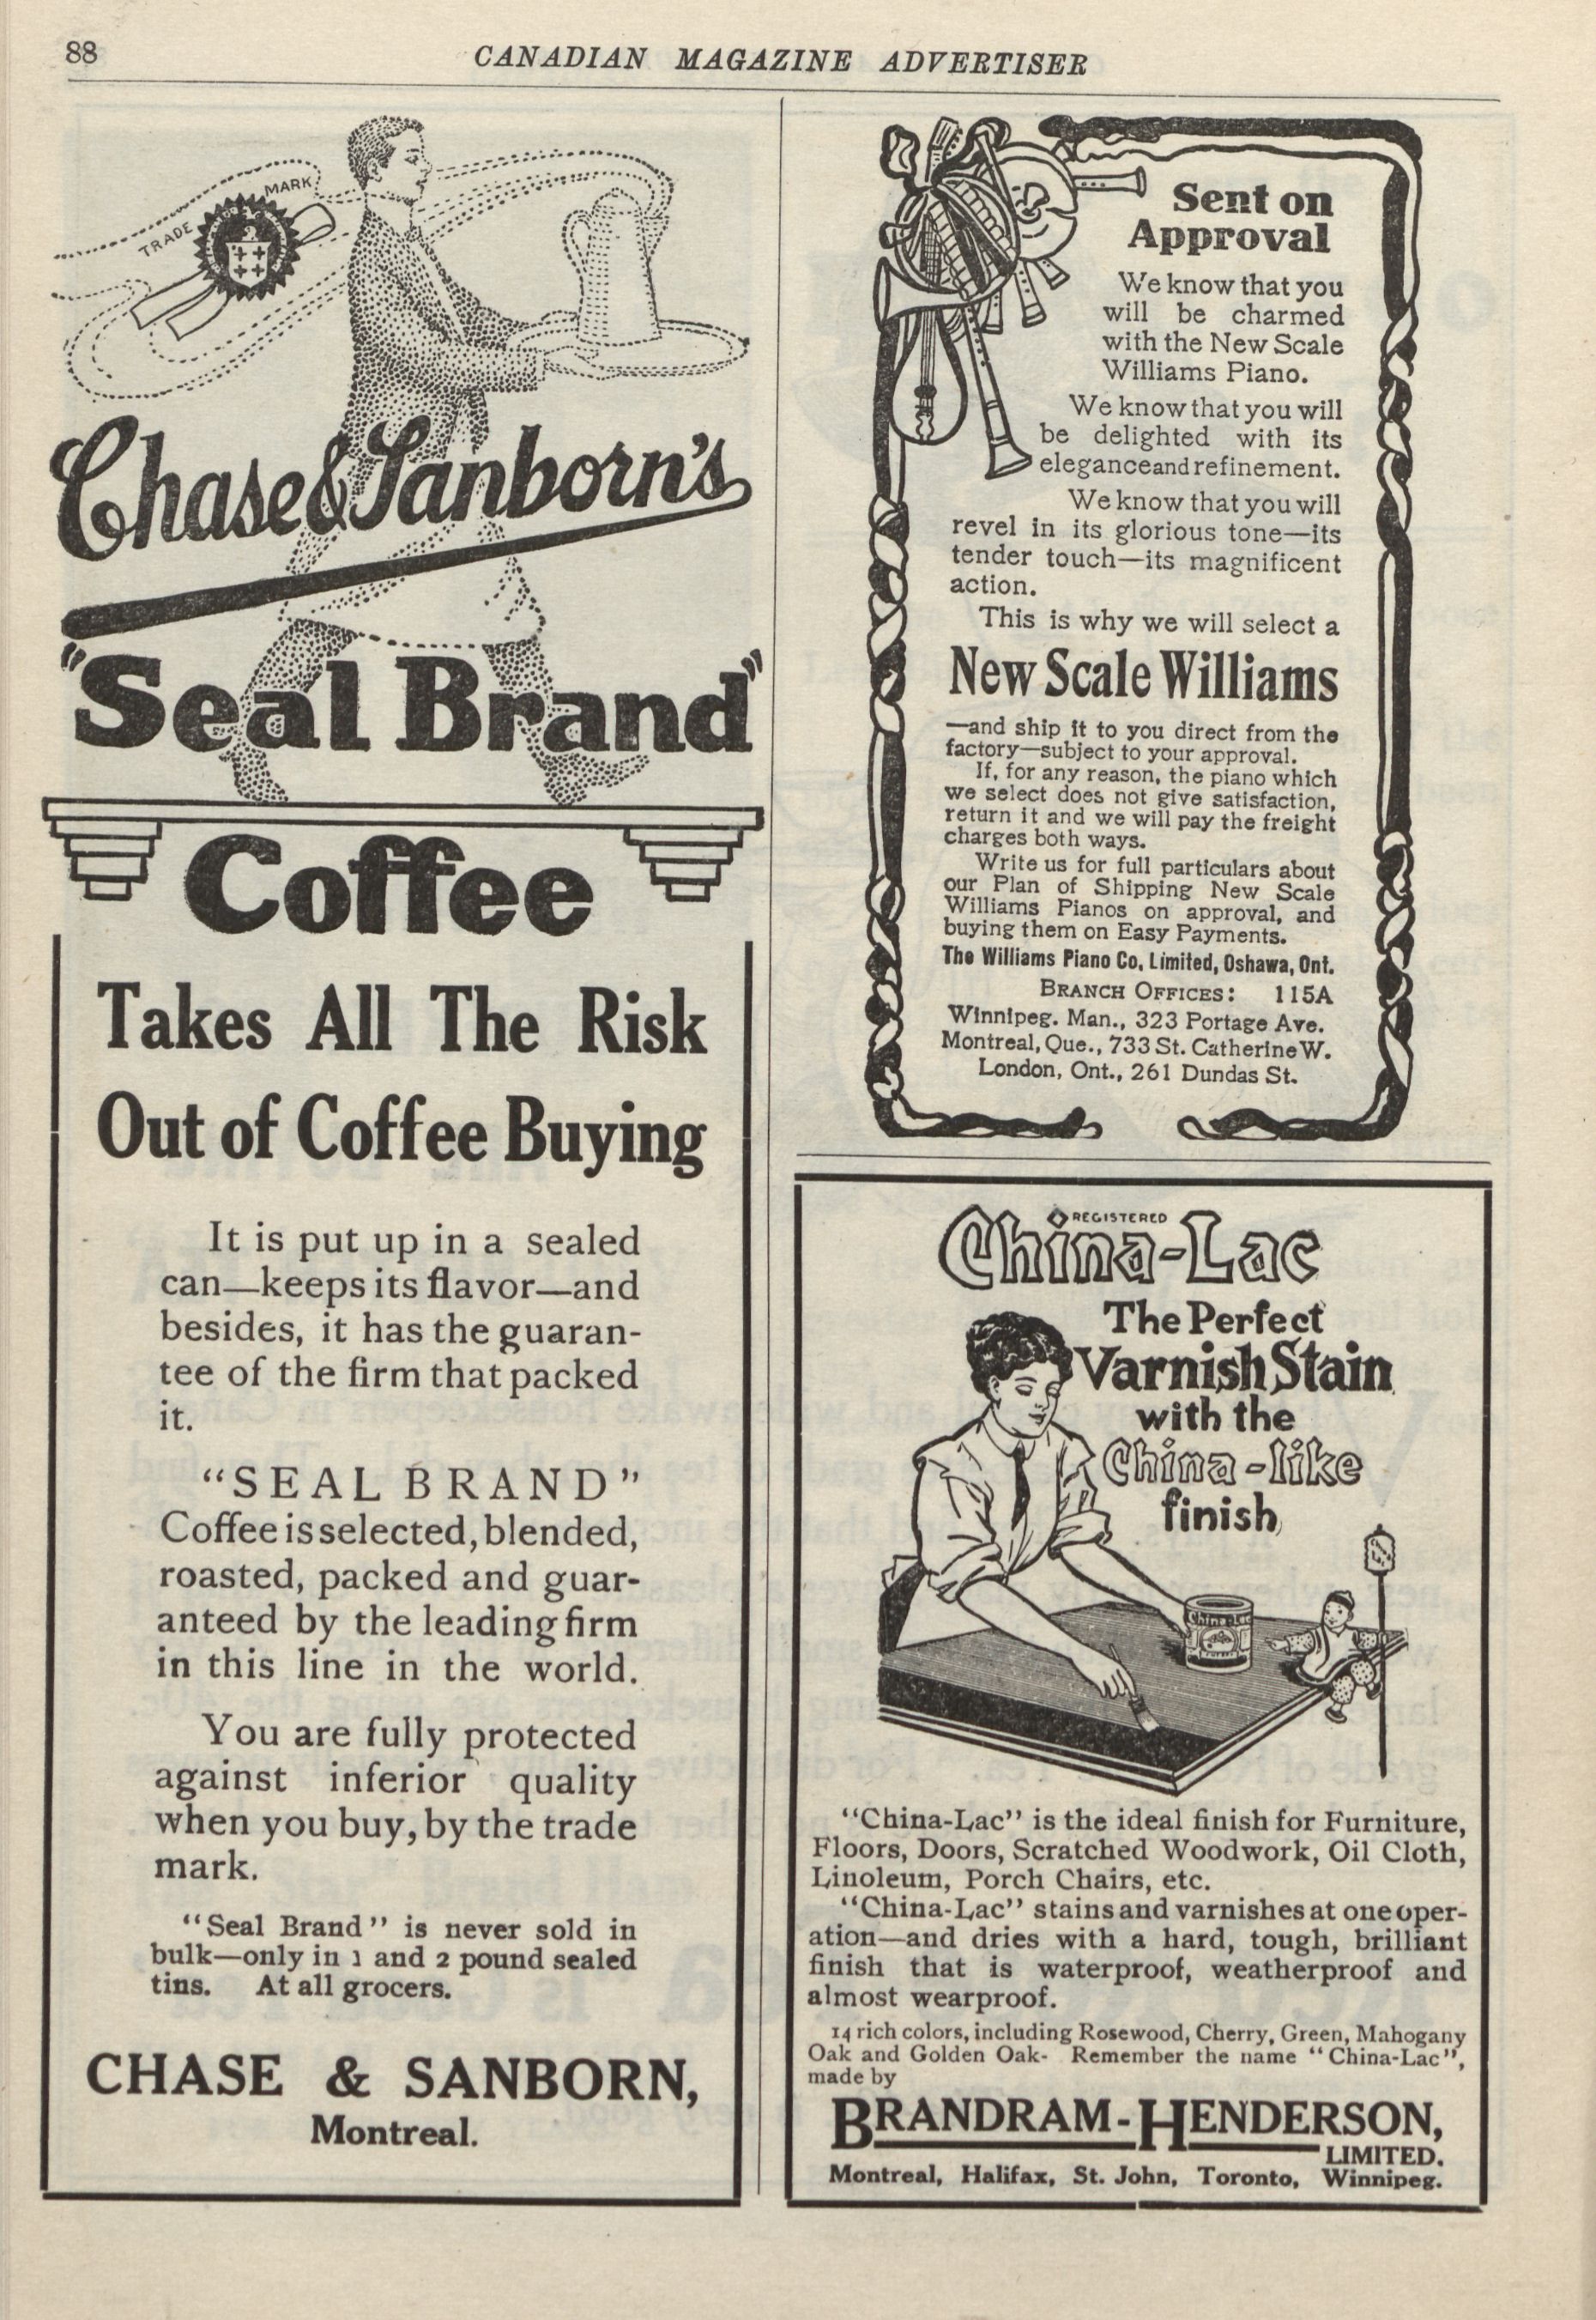 88
CANADIAN MAGAZINE ADVERTISER
TRADE MARK
Chase & Sanborn's
"Seal Brand"
Coffee
Takes All The Risk
Out of Coffee Buying
It is put up in a sealed
can—keeps its flavor—and
besides, it has the guaran-
tee of the firm that packed
it.
"SEAL BRAND"
Coffee is selected, blended,
roasted, packed and guar-
anteed by the leading firm
in this line in the world.
You are fully protected
against inferior quality
when you buy, by the trade
mark.
"Seal Brand" is never sold in
bulk—only in 1 and 2 pound sealed
tins. At all grocers.
CHASE & SANBORN,
Montreal.
Sent on
Approval
We know that you
will be charmed
with the New Scale
Williams Piano.
We know that you will
be delighted with its
elegance and refinement.
We know that you will
revel in its glorious tone—its
tender touch—its magnificent
action.
This is why we will select a
New Scale Williams
—and ship it to you direct from the
factory—subject to your approval.
If, for any reason, the piano which
we select does not give satisfaction,
return it and we will pay the freight
charges both ways.
Write us for full particulars about
our Plan of Shipping New Scale
Williams Pianos on approval, and
buying them on Easy Payments.
The Williams Piano Co, Limited, Oshawa, Ont.
BRANCH OFFICES: 115A
Winnipeg. Man., 323 Portage Ave.
Montreal, Que., 733 St. Catherine W.
London, Ont., 261 Dundas St.
REGISTERED
China-Lac
The Perfect
Varnish Stain
with the
China-like
finish
China-Lac
"China-Lac" is the ideal finish for Furniture,
Floors, Doors, Scratched Woodwork, Oil Cloth,
Linoleum, Porch Chairs, etc.
"China-Lac" stains and varnishes at one oper-
ation—and dries with a hard, tough, brilliant
finish that is waterproof, weatherproof and
almost wearproof.
14 rich colors, including Rosewood, Cherry, Green, Mahogany
Oak and Golden Oak- Remember the name "China-Lac",
made by
BRANDRAM-HENDERSON,
LIMITED.
Montreal, Halifax, St. John, Toronto, Winnipeg.